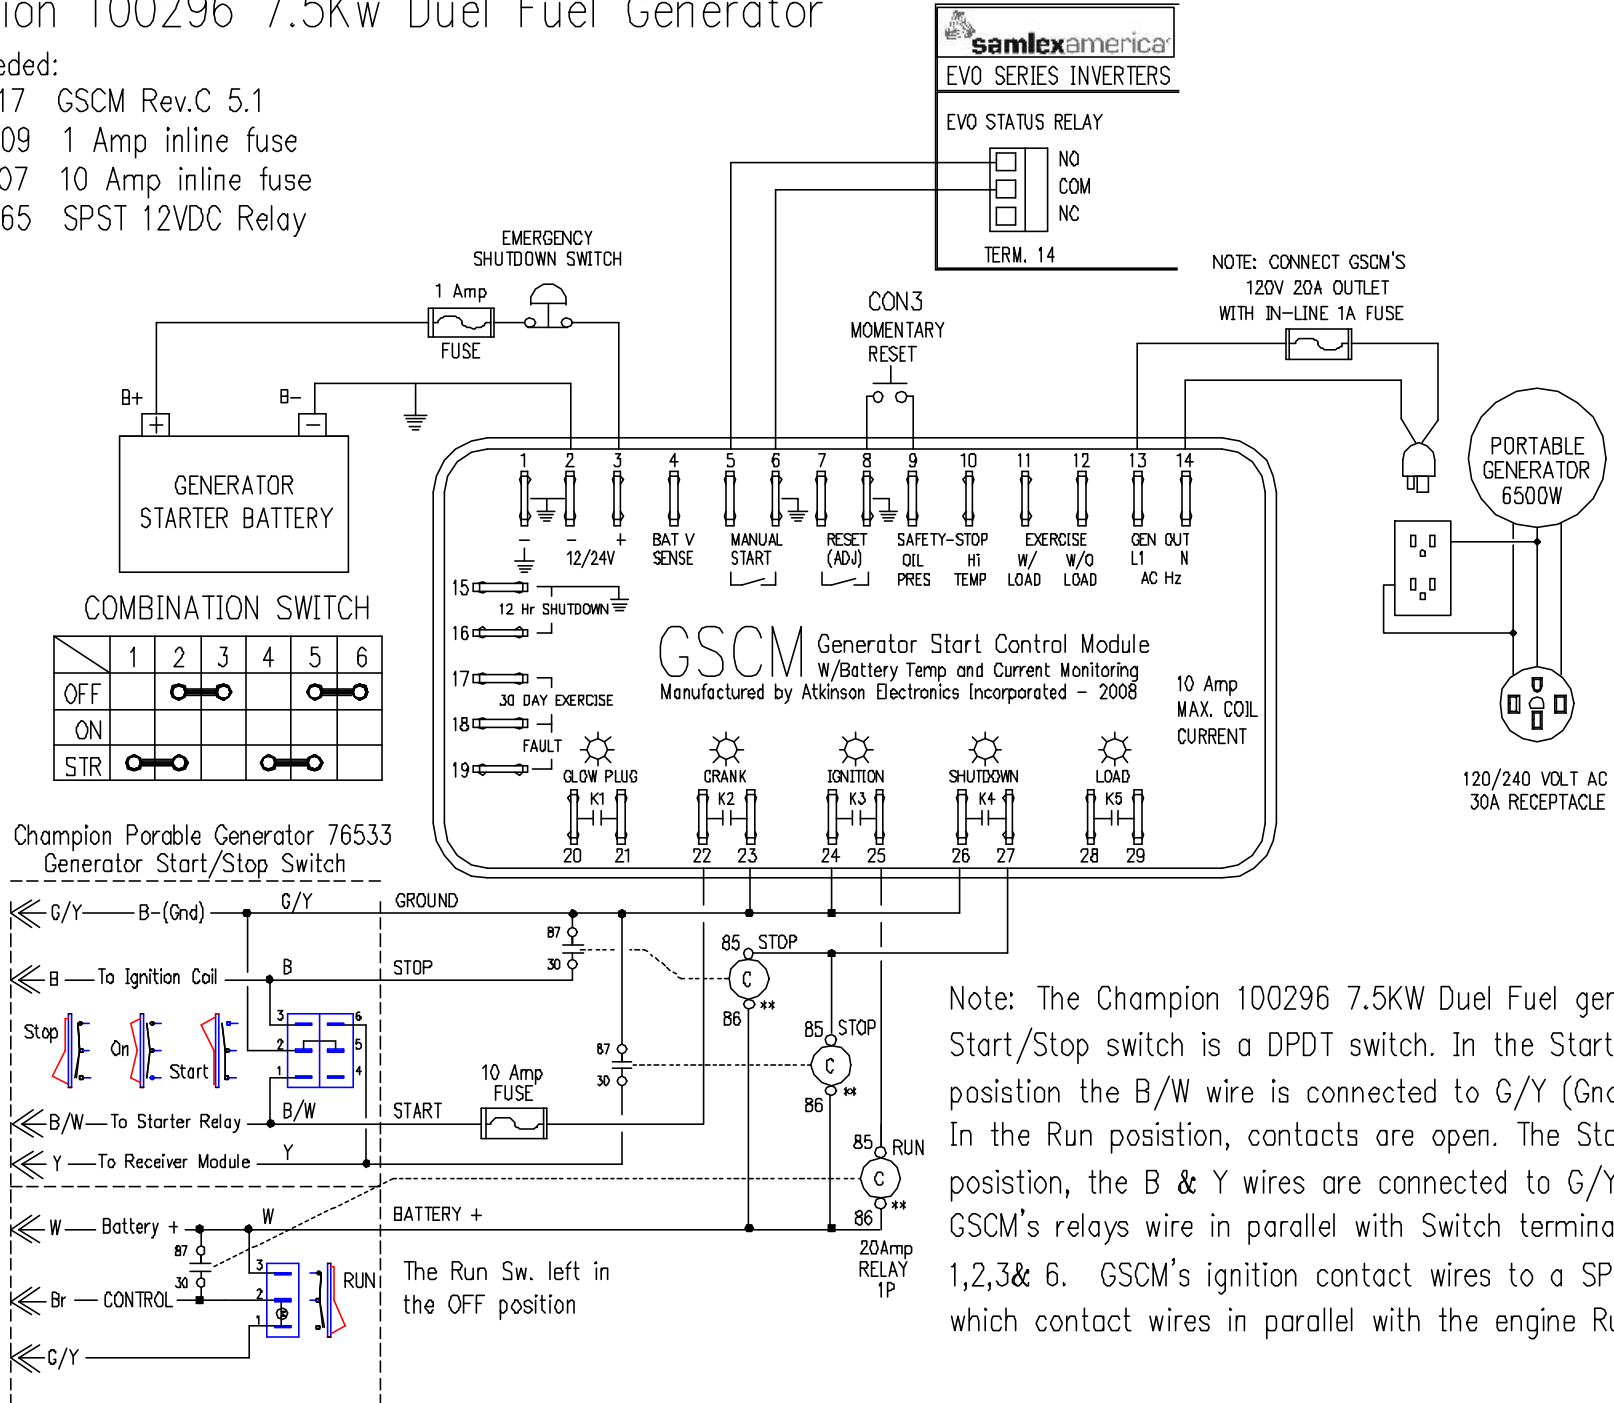 ion 100296 7.5Kw Duel Fuel Generator
eded:
17 GSCM Rev.C 5.1
09 1 Amp inline fuse
07 10 Amp inline fuse
65 SPST 12VDC Relay
samlexamerica
EVO SERIES INVERTERS
EVO STATUS RELAY
NO
COM
NC
TERM. 14
EMERGENCY
SHUTDOWN SWITCH
1 Amp
FUSE
CON3
MOMENTARY
RESET
NOTE: CONNECT GSCM'S
120V 20A OUTLET
WITH IN-LINE 1A FUSE
B+
B-
+
-
GENERATOR
STARTER BATTERY
PORTABLE
GENERATOR
6500W
1 2 3 4 5 6 7 8 9 10 11 12 13 14
- - + BAT V MANUAL RESET SAFETY-STOP EXERCISE GEN OUT
12/24V SENSE START (ADJ) OIL Hi W/ W/O L1 N
PRES TEMP LOAD LOAD AC Hz
15
12 Hr SHUTDOWN
16
17
30 DAY EXERCISE
18
FAULT
19
GSCM Generator Start Control Module
W/Battery Temp and Current Monitoring
Manufactured by Atkinson Electronics Incorporated - 2008
10 Amp
MAX. COIL
CURRENT
GLOW PLUG CRANK IGNITION SHUTDOWN LOAD
K1 K2 K3 K4 K5
20 21 22 23 24 25 26 27 28 29
120/240 VOLT AC
30A RECEPTACLE
COMBINATION SWITCH
1 2 3 4 5 6
OFF
ON
STR
Champion Porable Generator 76533
Generator Start/Stop Switch
G/Y B-(Gnd) G/Y GROUND
B To Ignition Coil B STOP
87
30
85 STOP
C
86 **
Stop On Start
3 6
2 5
1 4
87
30
85 STOP
C
86 **
10 Amp
FUSE
B/W To Starter Relay B/W START
Y To Receiver Module Y
85 RUN
C
86 **
20Amp
RELAY
1P
W Battery + W BATTERY +
87
30
3
2
1
RUN
Br CONTROL
G/Y
The Run Sw. left in
the OFF position
Note: The Champion 100296 7.5KW Duel Fuel gen
Start/Stop switch is a DPDT switch. In the Start
posistion the B/W wire is connected to G/Y (Gnd
In the Run posistion, contacts are open. The Sto
posistion, the B & Y wires are connected to G/Y
GSCM's relays wire in parallel with Switch termina
1,2,3& 6. GSCM's ignition contact wires to a SP
which contact wires in parallel with the engine Ru